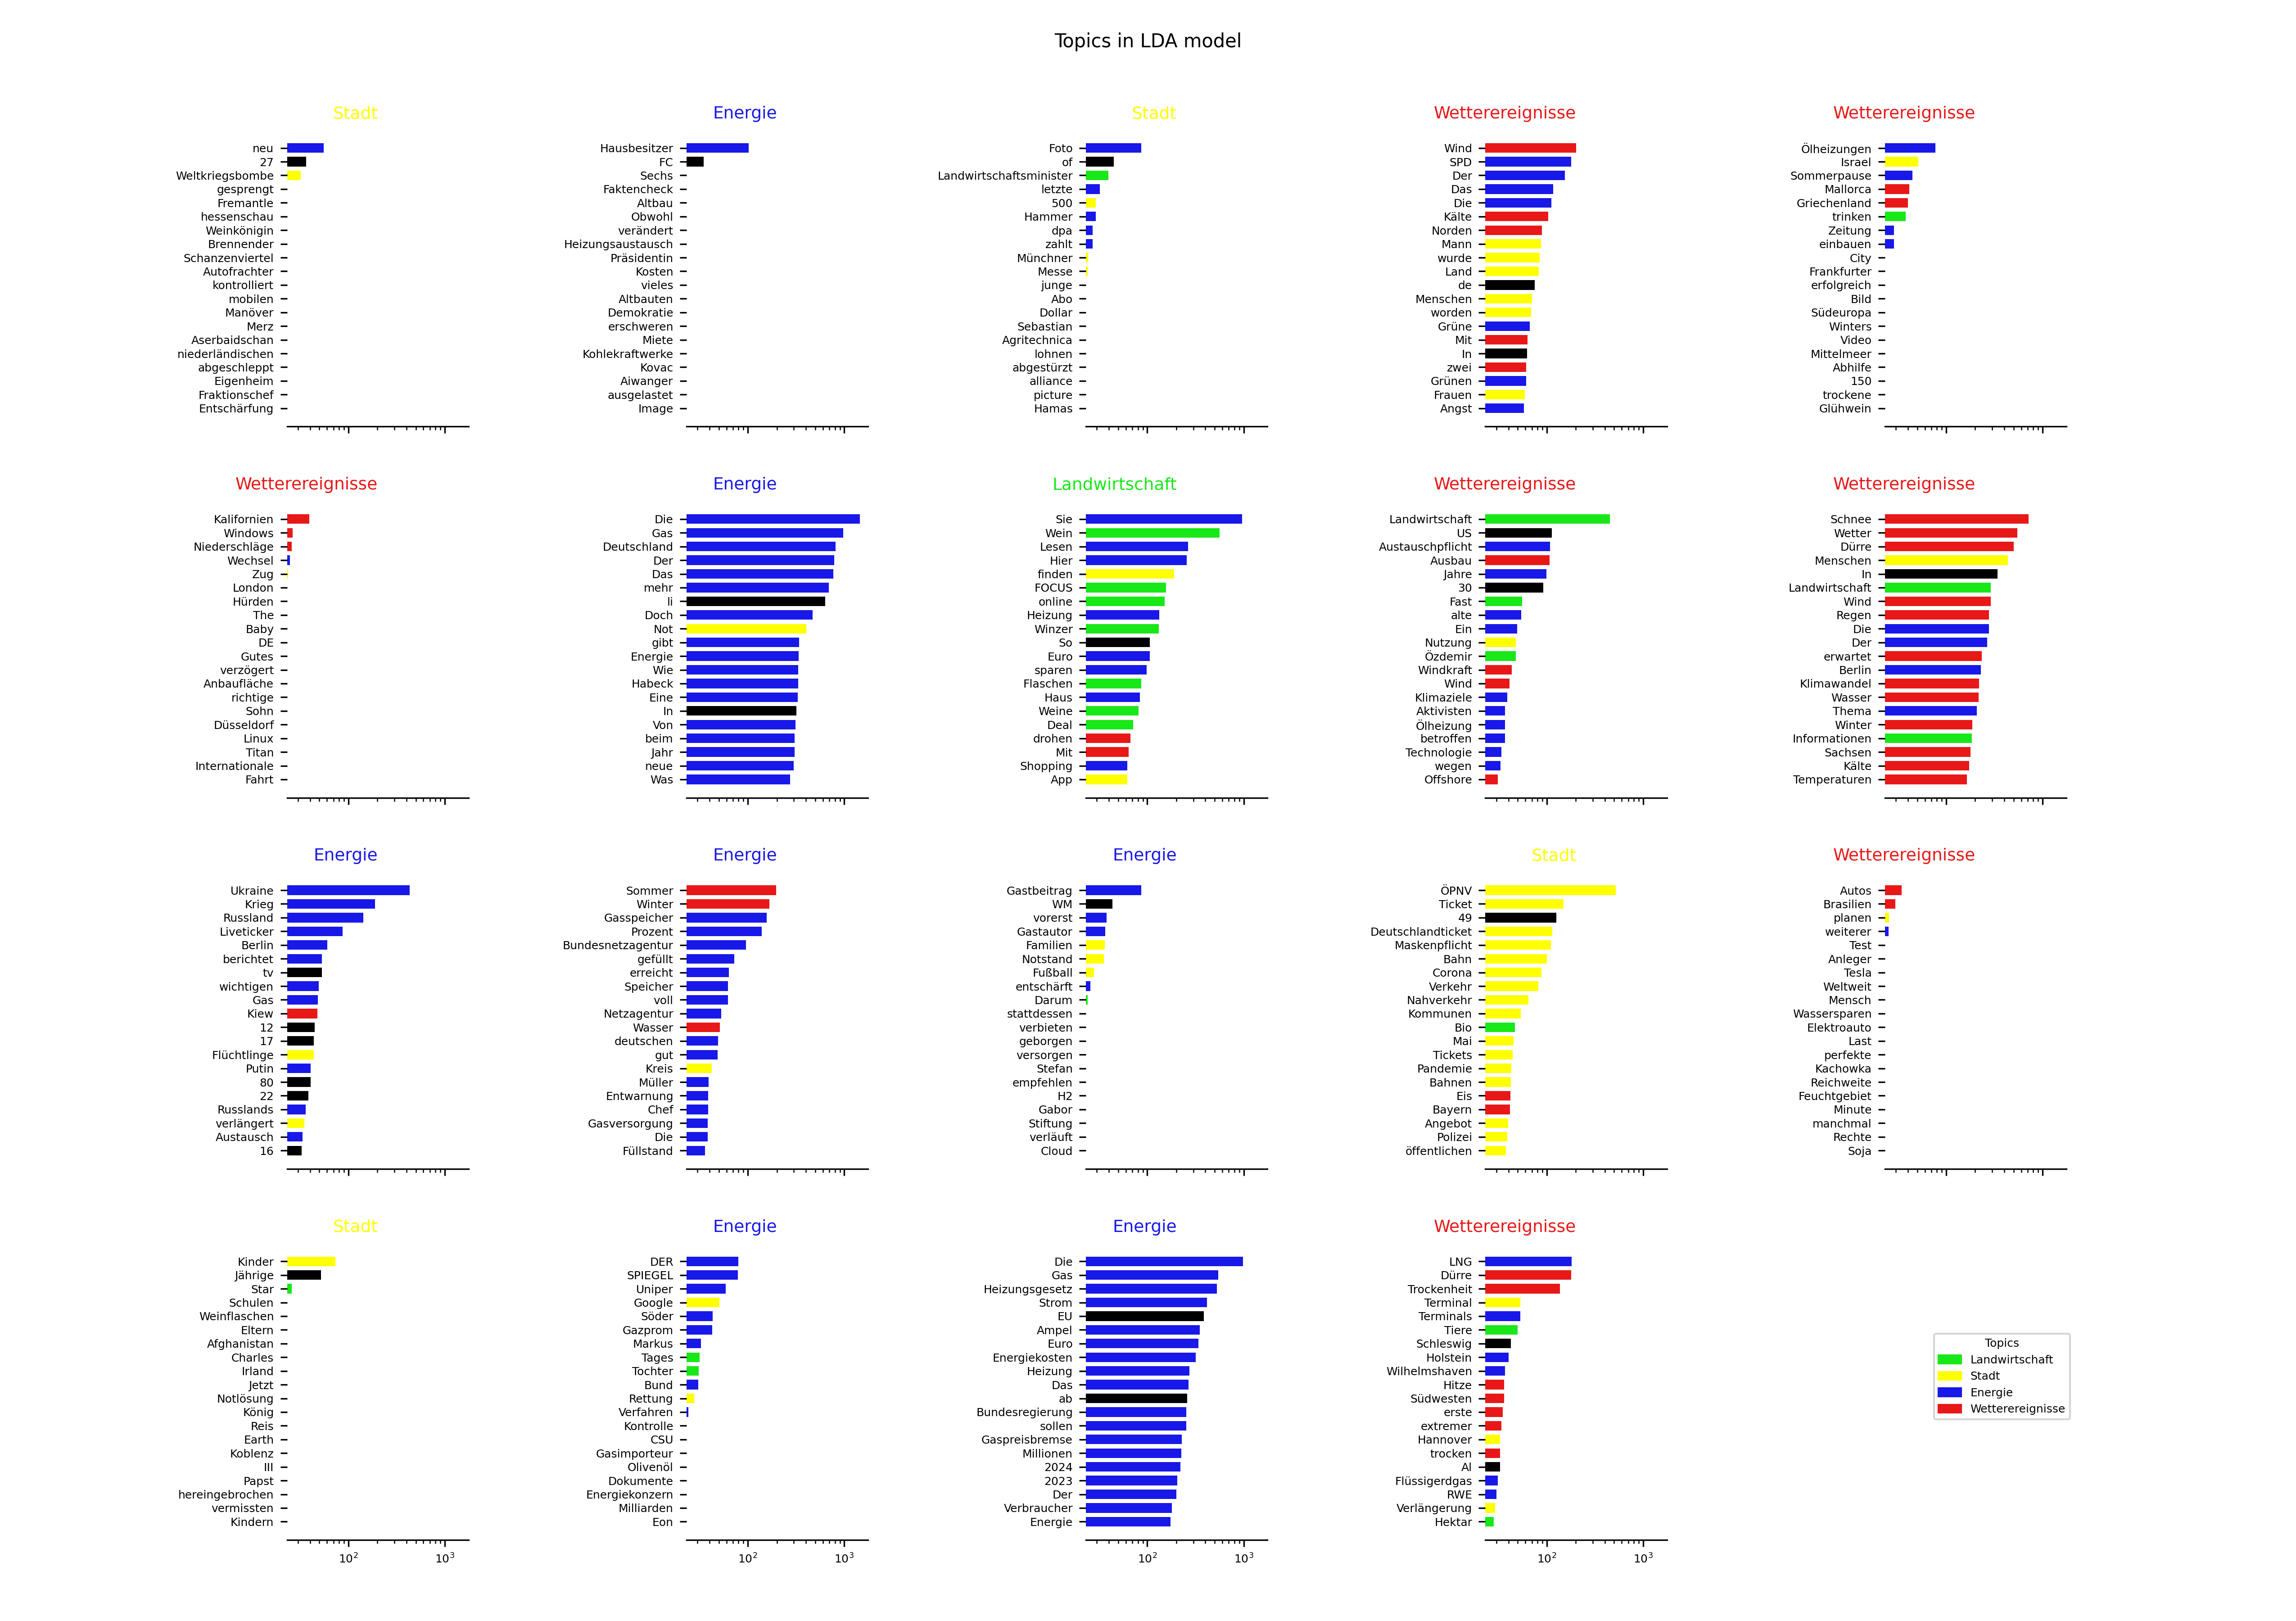 Topics in LDA model
Stadt
neu
27
Weltkriegsbombe
gesprengt
Fremantle
hessenschau
Weinkönigin
Brennender
Schanzenviertel
Autofrachter
kontrolliert
mobilen
Manöver
Merz
Aserbaidschan
niederländischen
abgeschleppt
Eigenheim
Fraktionschef
Entschärfung
Energie
Hausbesitzer
FC
Sechs
Faktencheck
Altbau
Obwohl
verändert
Heizungsaustausch
Präsidentin
Kosten
vieles
Altbauten
Demokratie
erschweren
Miete
Kohlekraftwerke
Kovac
Aiwanger
ausgelastet
Image
Stadt
Foto
of
Landwirtschaftsminister
letzte
500
Hammer
dpa
zahlt
Münchner
Messe
junge
Abo
Dollar
Sebastian
Agritechnica
lohnen
abgestürzt
alliance
picture
Hamas
Wetterereignisse
Wind
SPD
Der
Das
Die
Kälte
Norden
Mann
wurde
Land
de
Menschen
worden
Grüne
Mit
In
zwei
Grünen
Frauen
Angst
Wetterereignisse
Ölheizungen
Israel
Sommerpause
Mallorca
Griechenland
trinken
Zeitung
einbauen
City
Frankfurter
erfolgreich
Bild
Südeuropa
Winters
Video
Mittelmeer
Abhilfe
150
trockene
Glühwein
Wetterereignisse
Kalifornien
Windows
Niederschläge
Wechsel
Zug
London
Hürden
The
Baby
DE
Gutes
verzögert
Anbaufläche
richtige
Sohn
Düsseldorf
Linux
Titan
Internationale
Fahrt
Energie
Die
Gas
Deutschland
Der
Das
mehr
li
Doch
Not
gibt
Energie
Wie
Habeck
Eine
In
Von
beim
Jahr
neue
Was
Landwirtschaft
Sie
Wein
Lesen
Hier
finden
FOCUS
online
Heizung
Winzer
So
Euro
sparen
Flaschen
Haus
Weine
Deal
drohen
Mit
Shopping
App
Wetterereignisse
Landwirtschaft
US
Austauschpflicht
Ausbau
Jahre
30
Fast
alte
Ein
Nutzung
Özdemir
Windkraft
Wind
Klimaziele
Aktivisten
Ölheizung
betroffen
Technologie
wegen
Offshore
Wetterereignisse
Schnee
Wetter
Dürre
Menschen
In
Landwirtschaft
Wind
Regen
Die
Der
erwartet
Berlin
Klimawandel
Wasser
Thema
Winter
Informationen
Sachsen
Kälte
Temperaturen
Energie
Ukraine
Krieg
Russland
Liveticker
Berlin
berichtet
tv
wichtigen
Gas
Kiew
12
17
Flüchtlinge
Putin
80
22
Russlands
verlängert
Austausch
16
Energie
Sommer
Winter
Gasspeicher
Prozent
Bundesnetzagentur
gefüllt
erreicht
Speicher
voll
Netzagentur
Wasser
deutschen
gut
Kreis
Müller
Entwarnung
Chef
Gasversorgung
Die
Füllstand
Energie
Gastbeitrag
WM
vorerst
Gastautor
Familien
Notstand
Fußball
entschärft
Darum
stattdessen
verbieten
geborgen
versorgen
Stefan
empfehlen
H2
Gabor
Stiftung
verläuft
Cloud
Stadt
ÖPNV
Ticket
49
Deutschlandticket
Maskenpflicht
Bahn
Corona
Verkehr
Nahverkehr
Kommunen
Bio
Mai
Tickets
Pandemie
Bahnen
Eis
Bayern
Angebot
Polizei
öffentlichen
Wetterereignisse
Autos
Brasilien
planen
weiterer
Test
Anleger
Tesla
Weltweit
Mensch
Wassersparen
Elektroauto
Last
perfekte
Kachowka
Reichweite
Feuchtgebiet
Minute
manchmal
Rechte
Soja
Stadt
Kinder
Jährige
Star
Schulen
Weinflaschen
Eltern
Afghanistan
Charles
Irland
Jetzt
Notlösung
König
Reis
Earth
Koblenz
III
Papst
hereingebrochen
vermissten
Kindern
10² 10³
Energie
DER
SPIEGEL
Uniper
Google
Söder
Gazprom
Markus
Tages
Tochter
Bund
Rettung
Verfahren
Kontrolle
CSU
Gasimporteur
Olivenöl
Dokumente
Energiekonzern
Milliarden
Eon
10² 10³
Energie
Die
Gas
Heizungsgesetz
Strom
EU
Ampel
Euro
Energiekosten
Heizung
Das
ab
Bundesregierung
sollen
Gaspreisbremse
Millionen
2024
2023
Der
Verbraucher
Energie
10² 10³
Wetterereignisse
LNG
Dürre
Trockenheit
Terminal
Terminals
Tiere
Schleswig
Holstein
Wilhelmshaven
Hitze
Südwesten
erste
extremer
Hannover
trocken
AI
Flüssigerdgas
RWE
Verlängerung
Hektar
10² 10³
Topics
Landwirtschaft
Stadt
Energie
Wetterereignisse